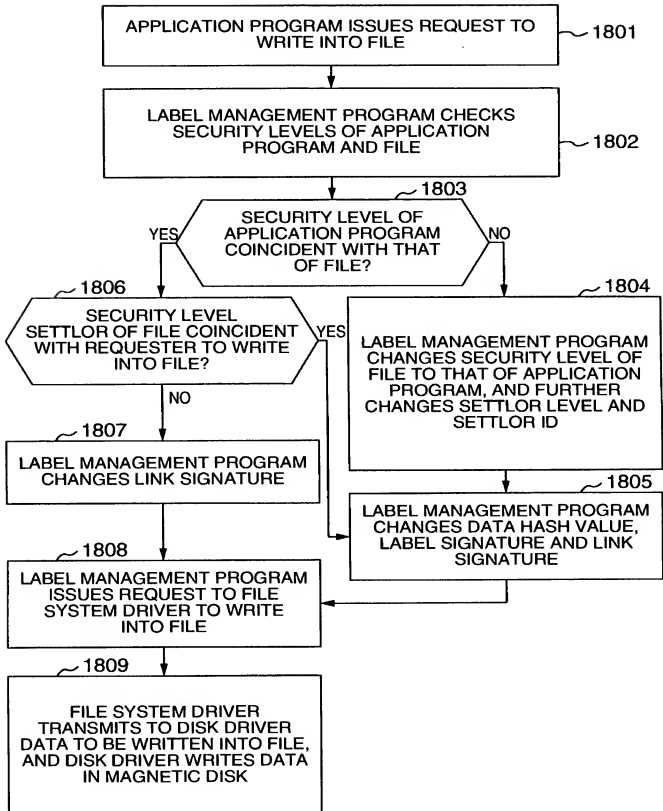 APPLICATION PROGRAM ISSUES REQUEST TO
WRITE INTO FILE
1801
LABEL MANAGEMENT PROGRAM CHECKS
SECURITY LEVELS OF APPLICATION
PROGRAM AND FILE
1802
1803
SECURITY LEVEL OF
APPLICATION PROGRAM
COINCIDENT WITH THAT
OF FILE?
YES
NO
1806
SECURITY LEVEL
SETTLOR OF FILE COINCIDENT
WITH REQUESTER TO WRITE
INTO FILE?
YES
NO
1804
LABEL MANAGEMENT PROGRAM
CHANGES SECURITY LEVEL OF
FILE TO THAT OF APPLICATION
PROGRAM, AND FURTHER
CHANGES SETTLOR LEVEL AND
SETTLOR ID
1807
LABEL MANAGEMENT PROGRAM
CHANGES LINK SIGNATURE
1805
LABEL MANAGEMENT PROGRAM
CHANGES DATA HASH VALUE,
LABEL SIGNATURE AND LINK
SIGNATURE
1808
LABEL MANAGEMENT PROGRAM
ISSUES REQUEST TO FILE
SYSTEM DRIVER TO WRITE
INTO FILE
1809
FILE SYSTEM DRIVER
TRANSMITS TO DISK DRIVER
DATA TO BE WRITTEN INTO FILE,
AND DISK DRIVER WRITES DATA
IN MAGNETIC DISK